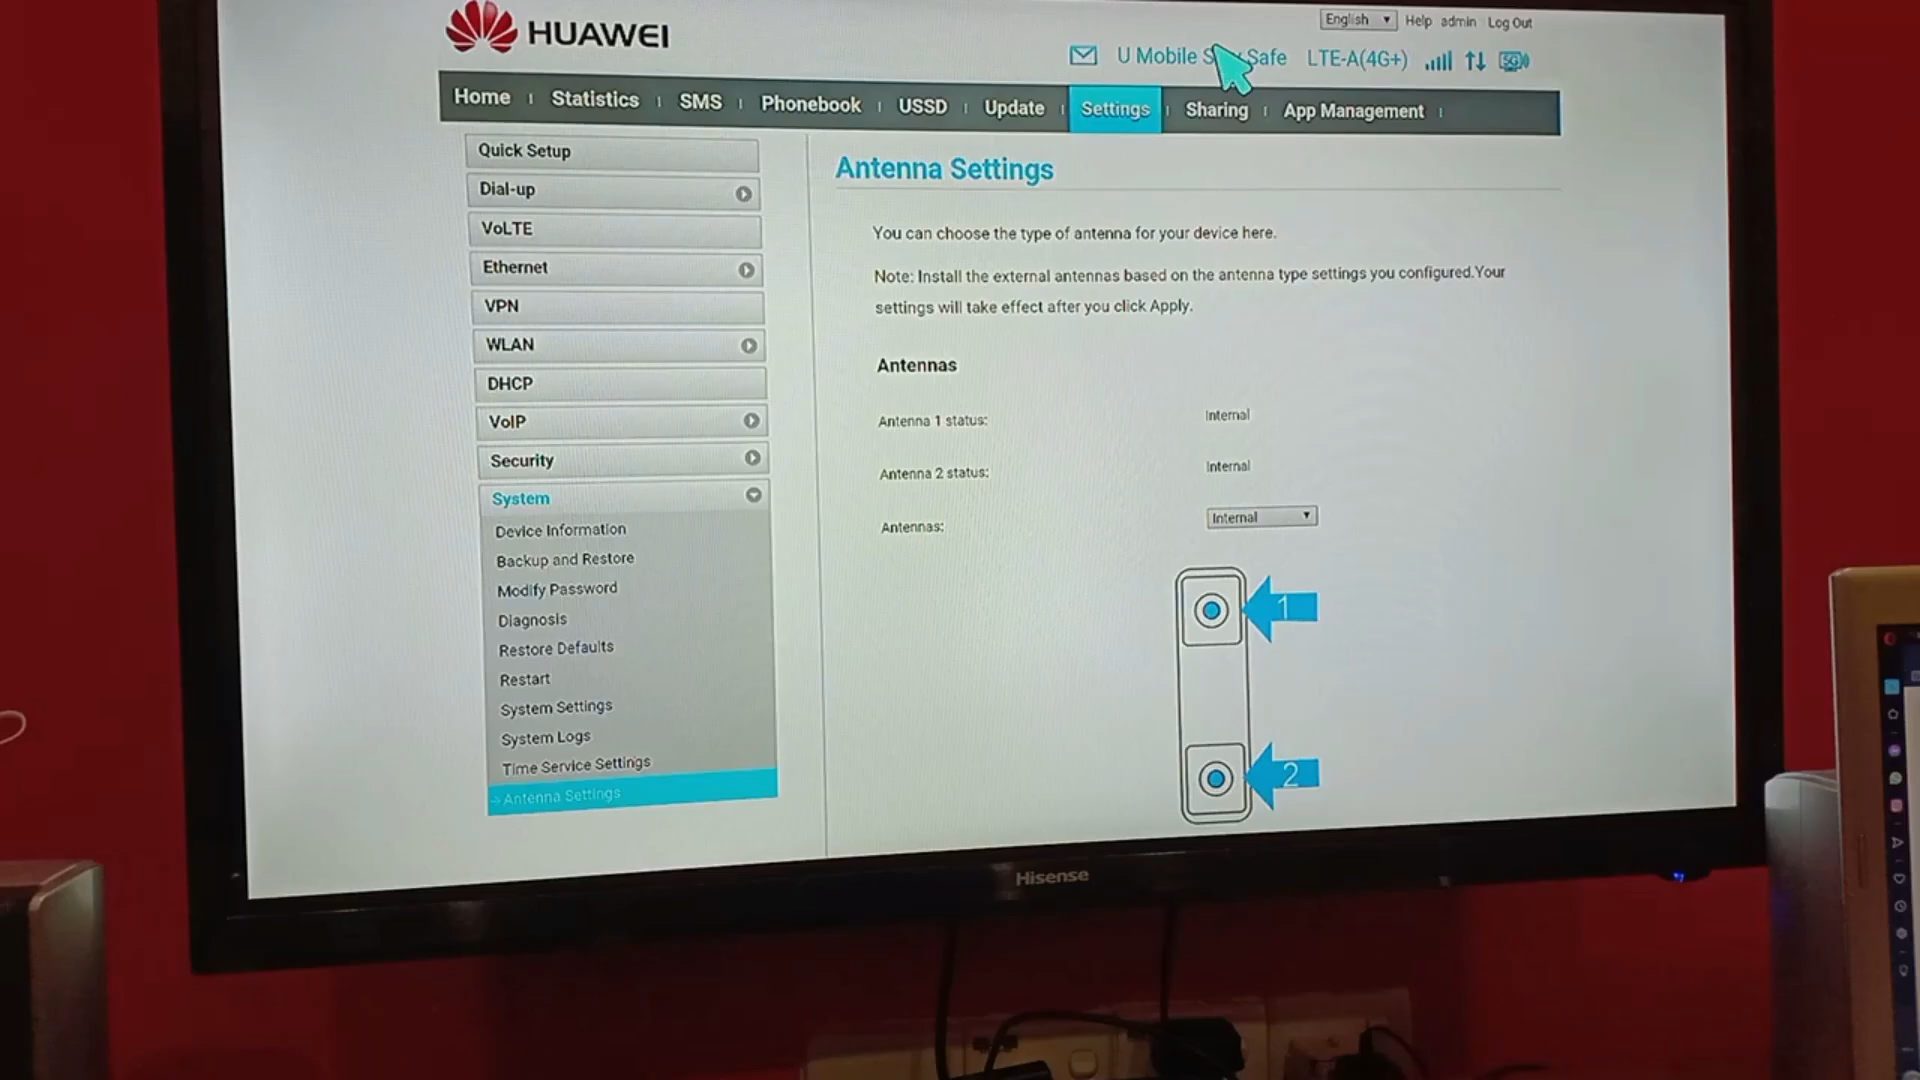 HUAWEI
English Help admin Log Out
U Mobile Safe LTE-A(4G+)
5G
Home Statistics SMS Phonebook USSD Update Settings Sharing App Management
Quick Setup
Dial-up
VoLTE
Ethernet
VPN
WLAN
DHCP
VoIP
Security
System
Device Information
Backup and Restore
Modify Password
Diagnosis
Restore Defaults
Restart
System Settings
System Logs
Time Service Settings
Antenna Settings
Antenna Settings
You can choose the type of antenna for your device here.
Note: Install the external antennas based on the antenna type settings you configured.Your
settings will take effect after you click Apply.
Antennas
Antenna 1 status: Internal
Antenna 2 status: Internal
Antennas: Internal
1
2
Hisense